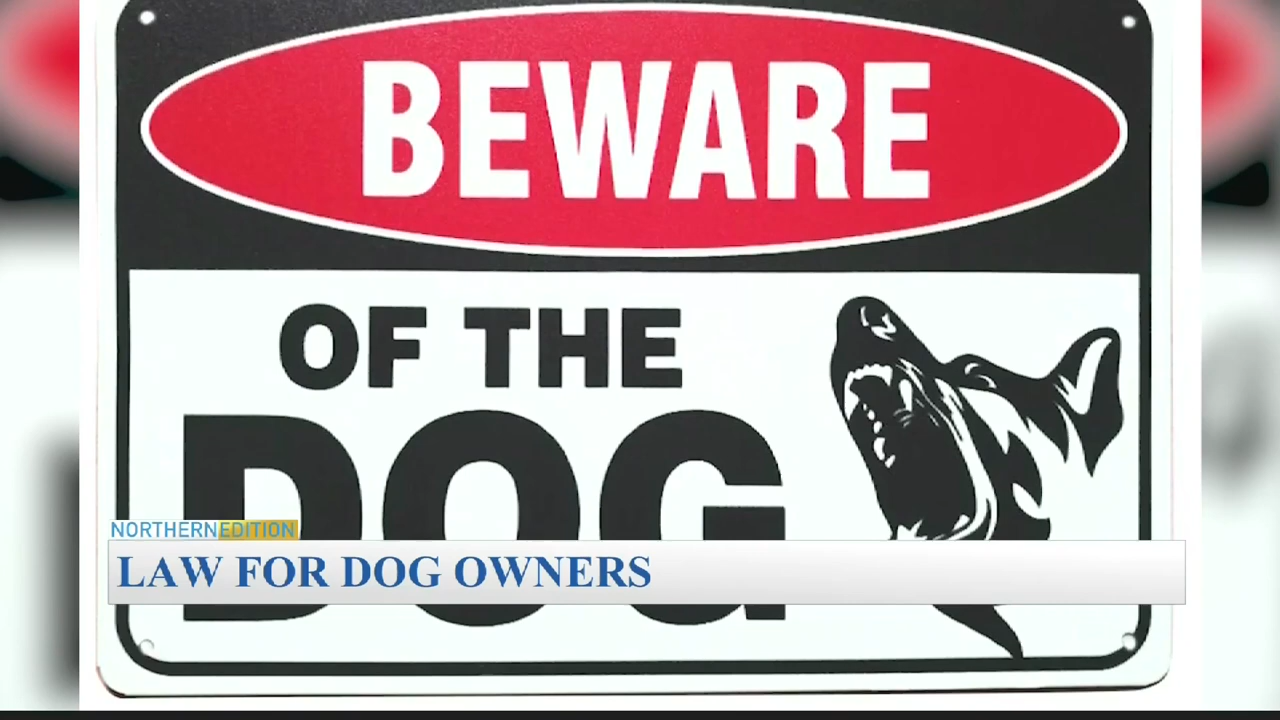 BEWARE
OF THE
DOG
NORTHERNEDITION
LAW FOR DOG OWNERS